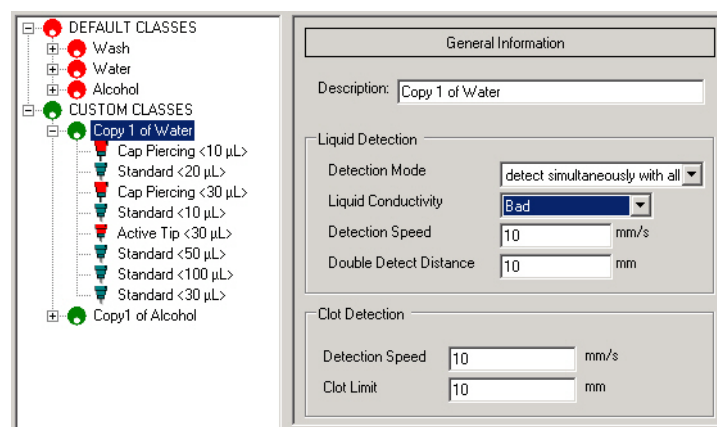 DEFAULT CLASSES
Wash
Water
Alcohol
CUSTOM CLASSES
Copy 1 of Water
Cap Piercing <10 µL>
Standard <20 µL>
Cap Piercing <30 µL>
Standard <10 µL>
Active Tip <30 µL>
Standard <50 µL>
Standard <100 µL>
Standard <30 µL>
Copy1 of Alcohol
General Information
Description: Copy 1 of Water
Liquid Detection
Detection Mode detect simultaneously with all
Liquid Conductivity Bad
Detection Speed 10 mm/s
Double Detect Distance 10 mm
Clot Detection
Detection Speed 10 mm/s
Clot Limit 10 mm